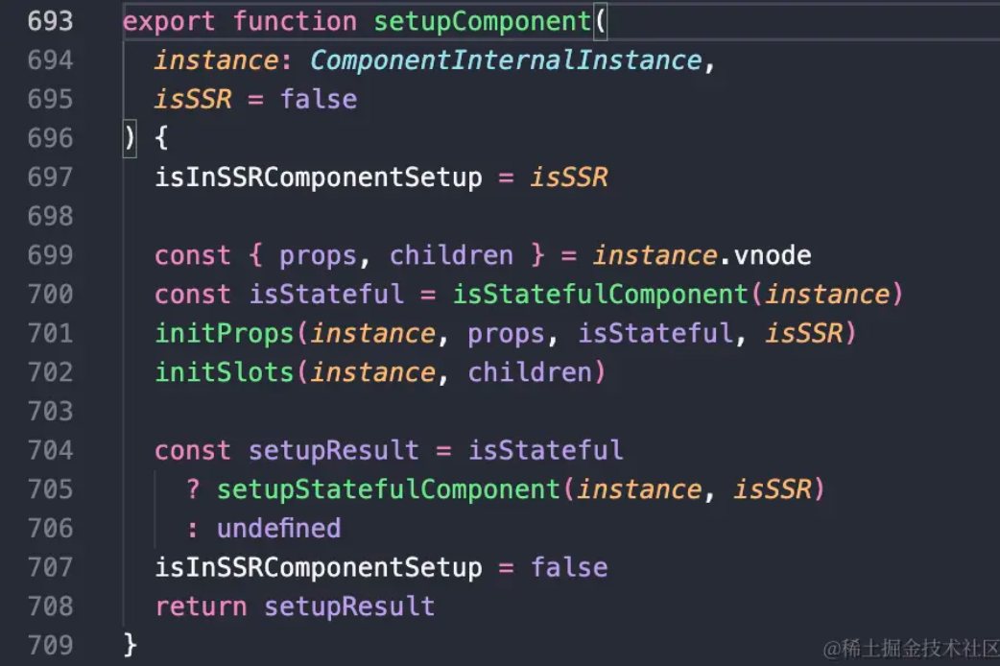 693 export function setupComponent(
694   instance: ComponentInternalInstance,
695   isSSR = false
696 ) {
697   isInSSRComponentSetup = isSSR
698
699   const { props, children } = instance.vnode
700   const isStateful = isStatefulComponent(instance)
701   initProps(instance, props, isStateful, isSSR)
702   initSlots(instance, children)
703
704   const setupResult = isStateful
705     ? setupStatefulComponent(instance, isSSR)
706     : undefined
707   isInSSRComponentSetup = false
708   return setupResult
709 }
@稀土掘金技术社区